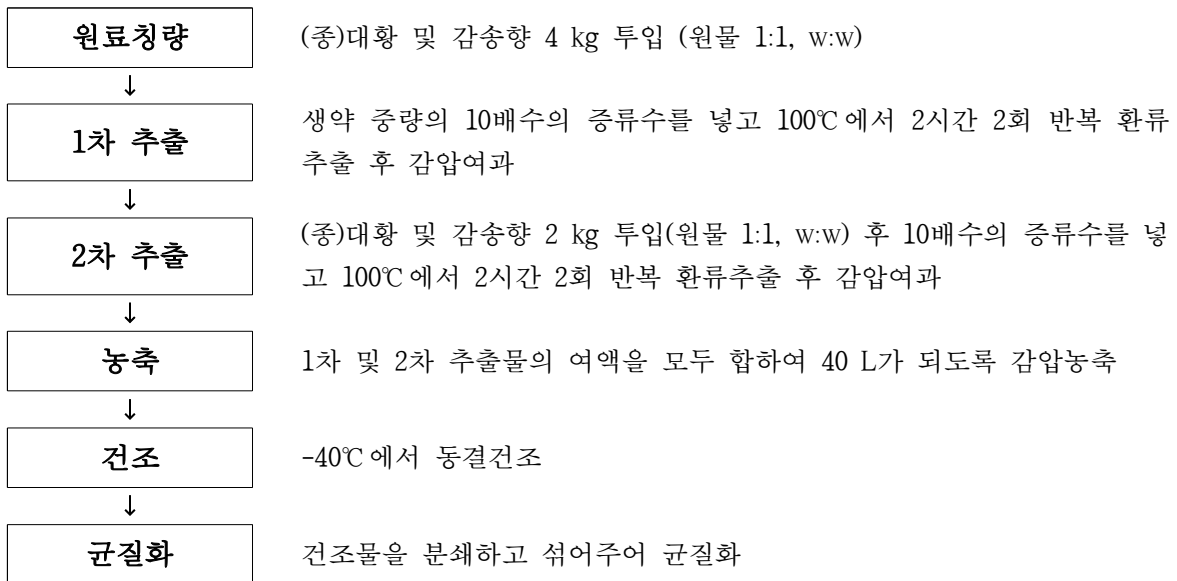 원료칭량
(종)대황 및 감송향 4 kg 투입 (원물 1:1, w:w)
↓
1차 추출
생약 중량의 10배수의 증류수를 넣고 100℃에서 2시간 2회 반복 환류
추출 후 감압여과
↓
2차 추출
(종)대황 및 감송향 2 kg 투입(원물 1:1, w:w) 후 10배수의 증류수를 넣
고 100℃에서 2시간 2회 반복 환류추출 후 감압여과
↓
농축
1차 및 2차 추출물의 여액을 모두 합하여 40 L가 되도록 감압농축
↓
건조
-40℃에서 동결건조
↓
균질화
건조물을 분쇄하고 섞어주어 균질화